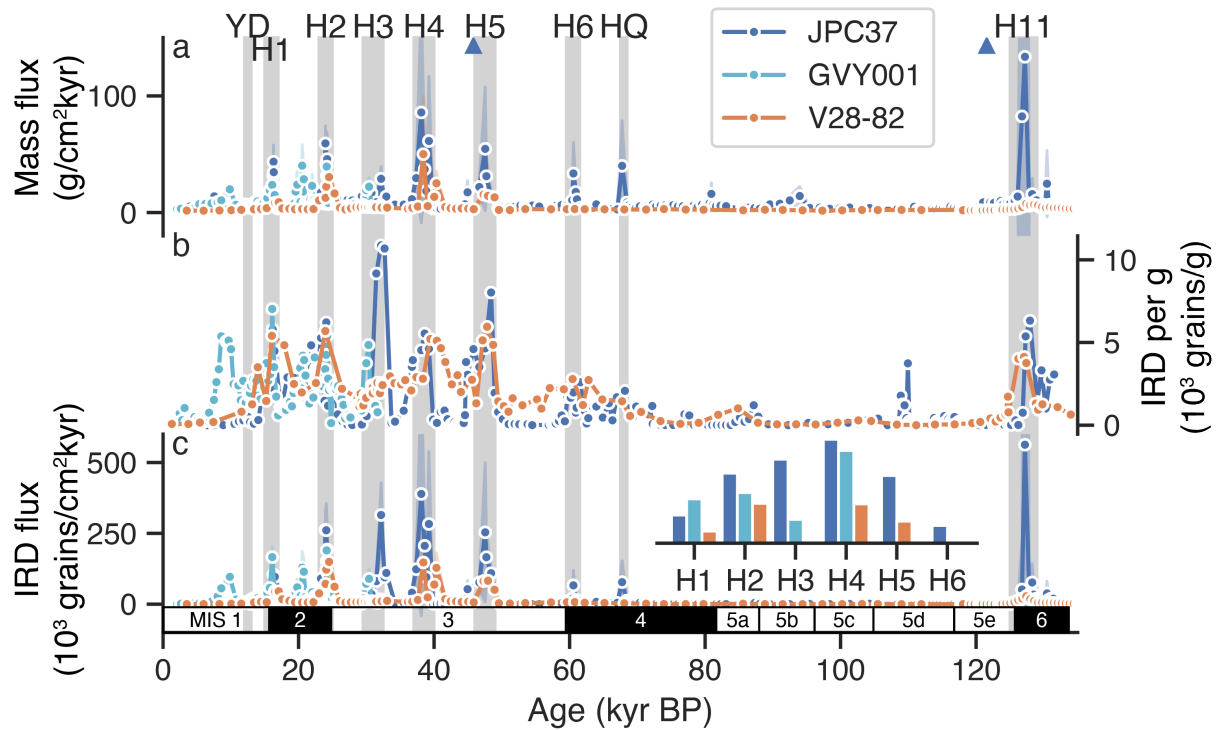 YD H2 H3 H4 H5 H6 HQ H11
H1
a
JPC37
GVY001
V28-82
Mass flux
(g/cm²kyr)
100
0
b
10
5
0
IRD per g
(10³ grains/g)
c
IRD flux
(10³ grains/cm²kyr)
500
250
0
H1 H2 H3 H4 H5 H6
MIS 1 2 3 4 5a 5b 5c 5d 5e 6
0 20 40 60 80 100 120
Age (kyr BP)